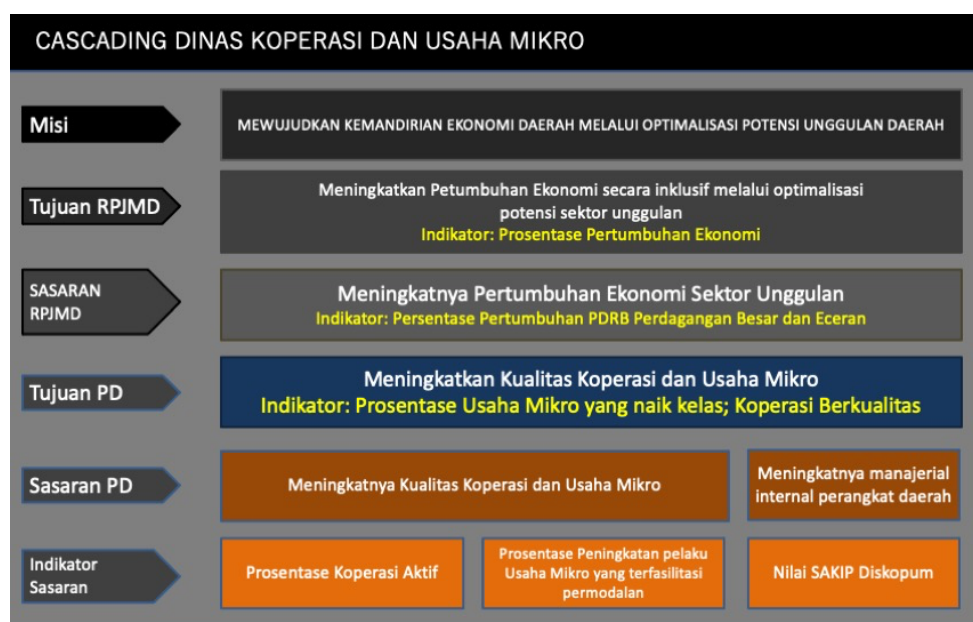 CASCADING DINAS KOPERASI DAN USAHA MIKRO
Misi
MEWUJUDKAN KEMANDIRIAN EKONOMI DAERAH MELALUI OPTIMALISASI POTENSI UNGGULAN DAERAH
Tujuan RPJMD
Meningkatkan Petumbuhan Ekonomi secara inklusif melalui optimalisasi
potensi sektor unggulan
Indikator: Prosentase Pertumbuhan Ekonomi
SASARAN
RPJMD
Meningkatnya Pertumbuhan Ekonomi Sektor Unggulan
Indikator: Persentase Pertumbuhan PDRB Perdagangan Besar dan Eceran
Tujuan PD
Meningkatkan Kualitas Koperasi dan Usaha Mikro
Indikator: Prosentase Usaha Mikro yang naik kelas; Koperasi Berkualitas
Sasaran PD
Meningkatnya Kualitas Koperasi dan Usaha Mikro
Meningkatnya manajerial
internal perangkat daerah
Indikator
Sasaran
Prosentase Koperasi Aktif
Prosentase Peningkatan pelaku
Usaha Mikro yang terfasilitasi
permodalan
Nilai SAKIP Diskopum